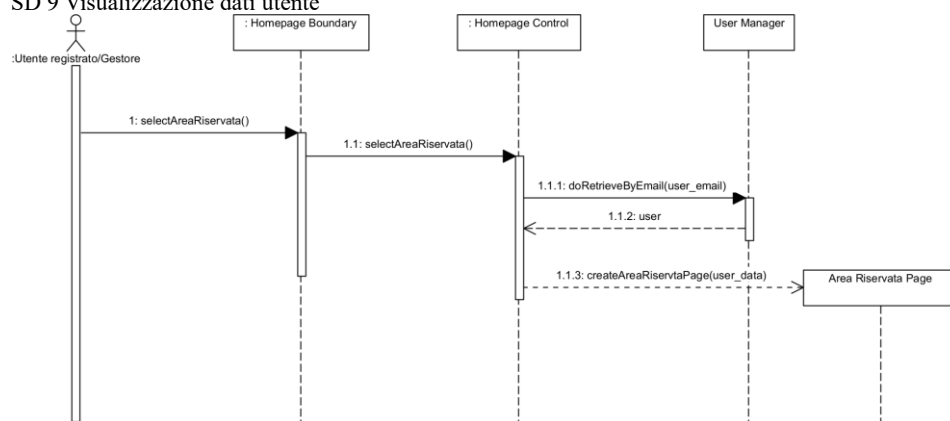 SD 9 Visualizzazione dati utente
: Homepage Boundary
: Homepage Control
User Manager
:Utente registrato/Gestore
1: selectAreaRiservata()
1.1: selectAreaRiservata()
1.1.1: doRetrieveByEmail(user_email)
1.1.2: user
1.1.3: createAreaRiservtaPage(user_data)
Area Riservata Page